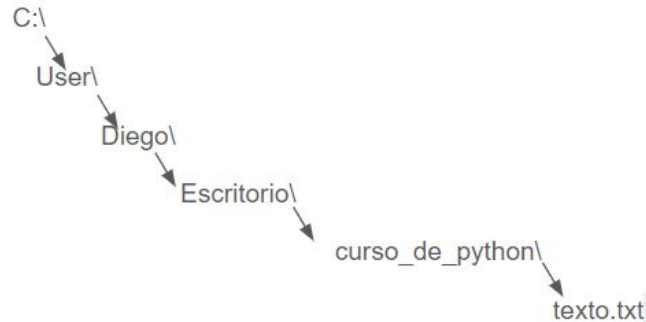 C:\
User\
Diego\
Escritorio\
curso_de_python\
texto.txt